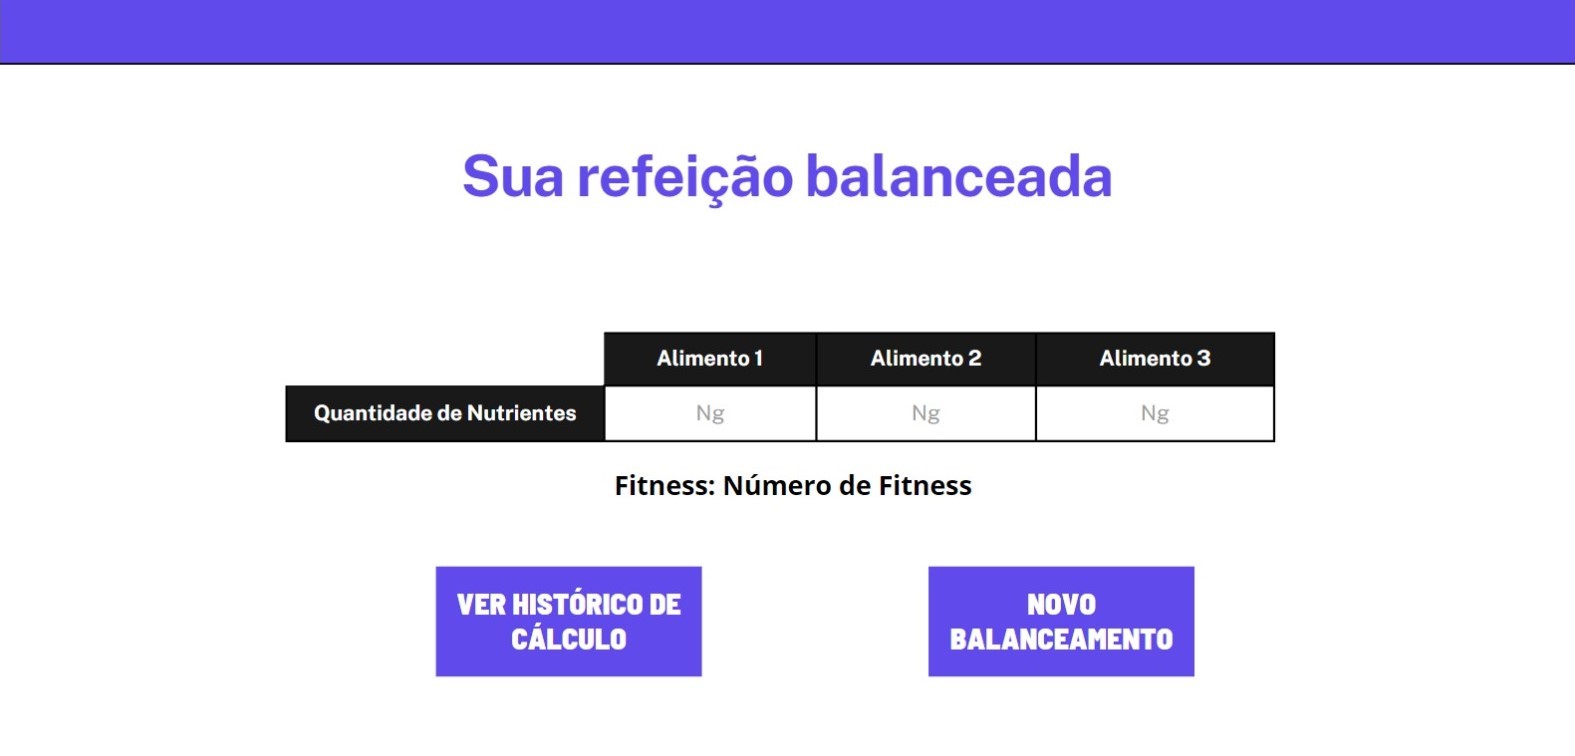 Sua refeição balanceada
Alimento 1 Alimento 2 Alimento 3
Quantidade de Nutrientes Ng Ng Ng
Fitness: Número de Fitness
VER HISTÓRICO DE
CÁLCULO
NOVO
BALANCEAMENTO